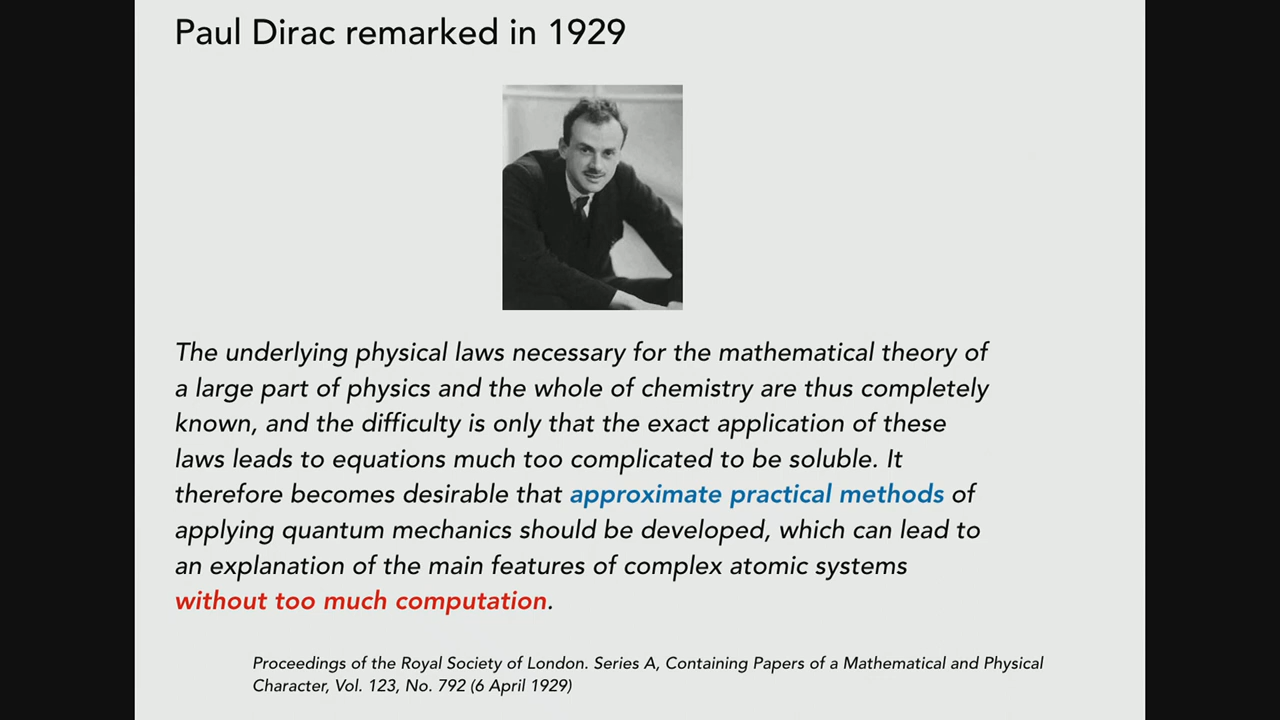 Paul Dirac remarked in 1929
The underlying physical laws necessary for the mathematical theory of
a large part of physics and the whole of chemistry are thus completely
known, and the difficulty is only that the exact application of these
laws leads to equations much too complicated to be soluble. It
therefore becomes desirable that approximate practical methods of
applying quantum mechanics should be developed, which can lead to
an explanation of the main features of complex atomic systems
without too much computation.
Proceedings of the Royal Society of London. Series A, Containing Papers of a Mathematical and Physical
Character, Vol. 123, No. 792 (6 April 1929)